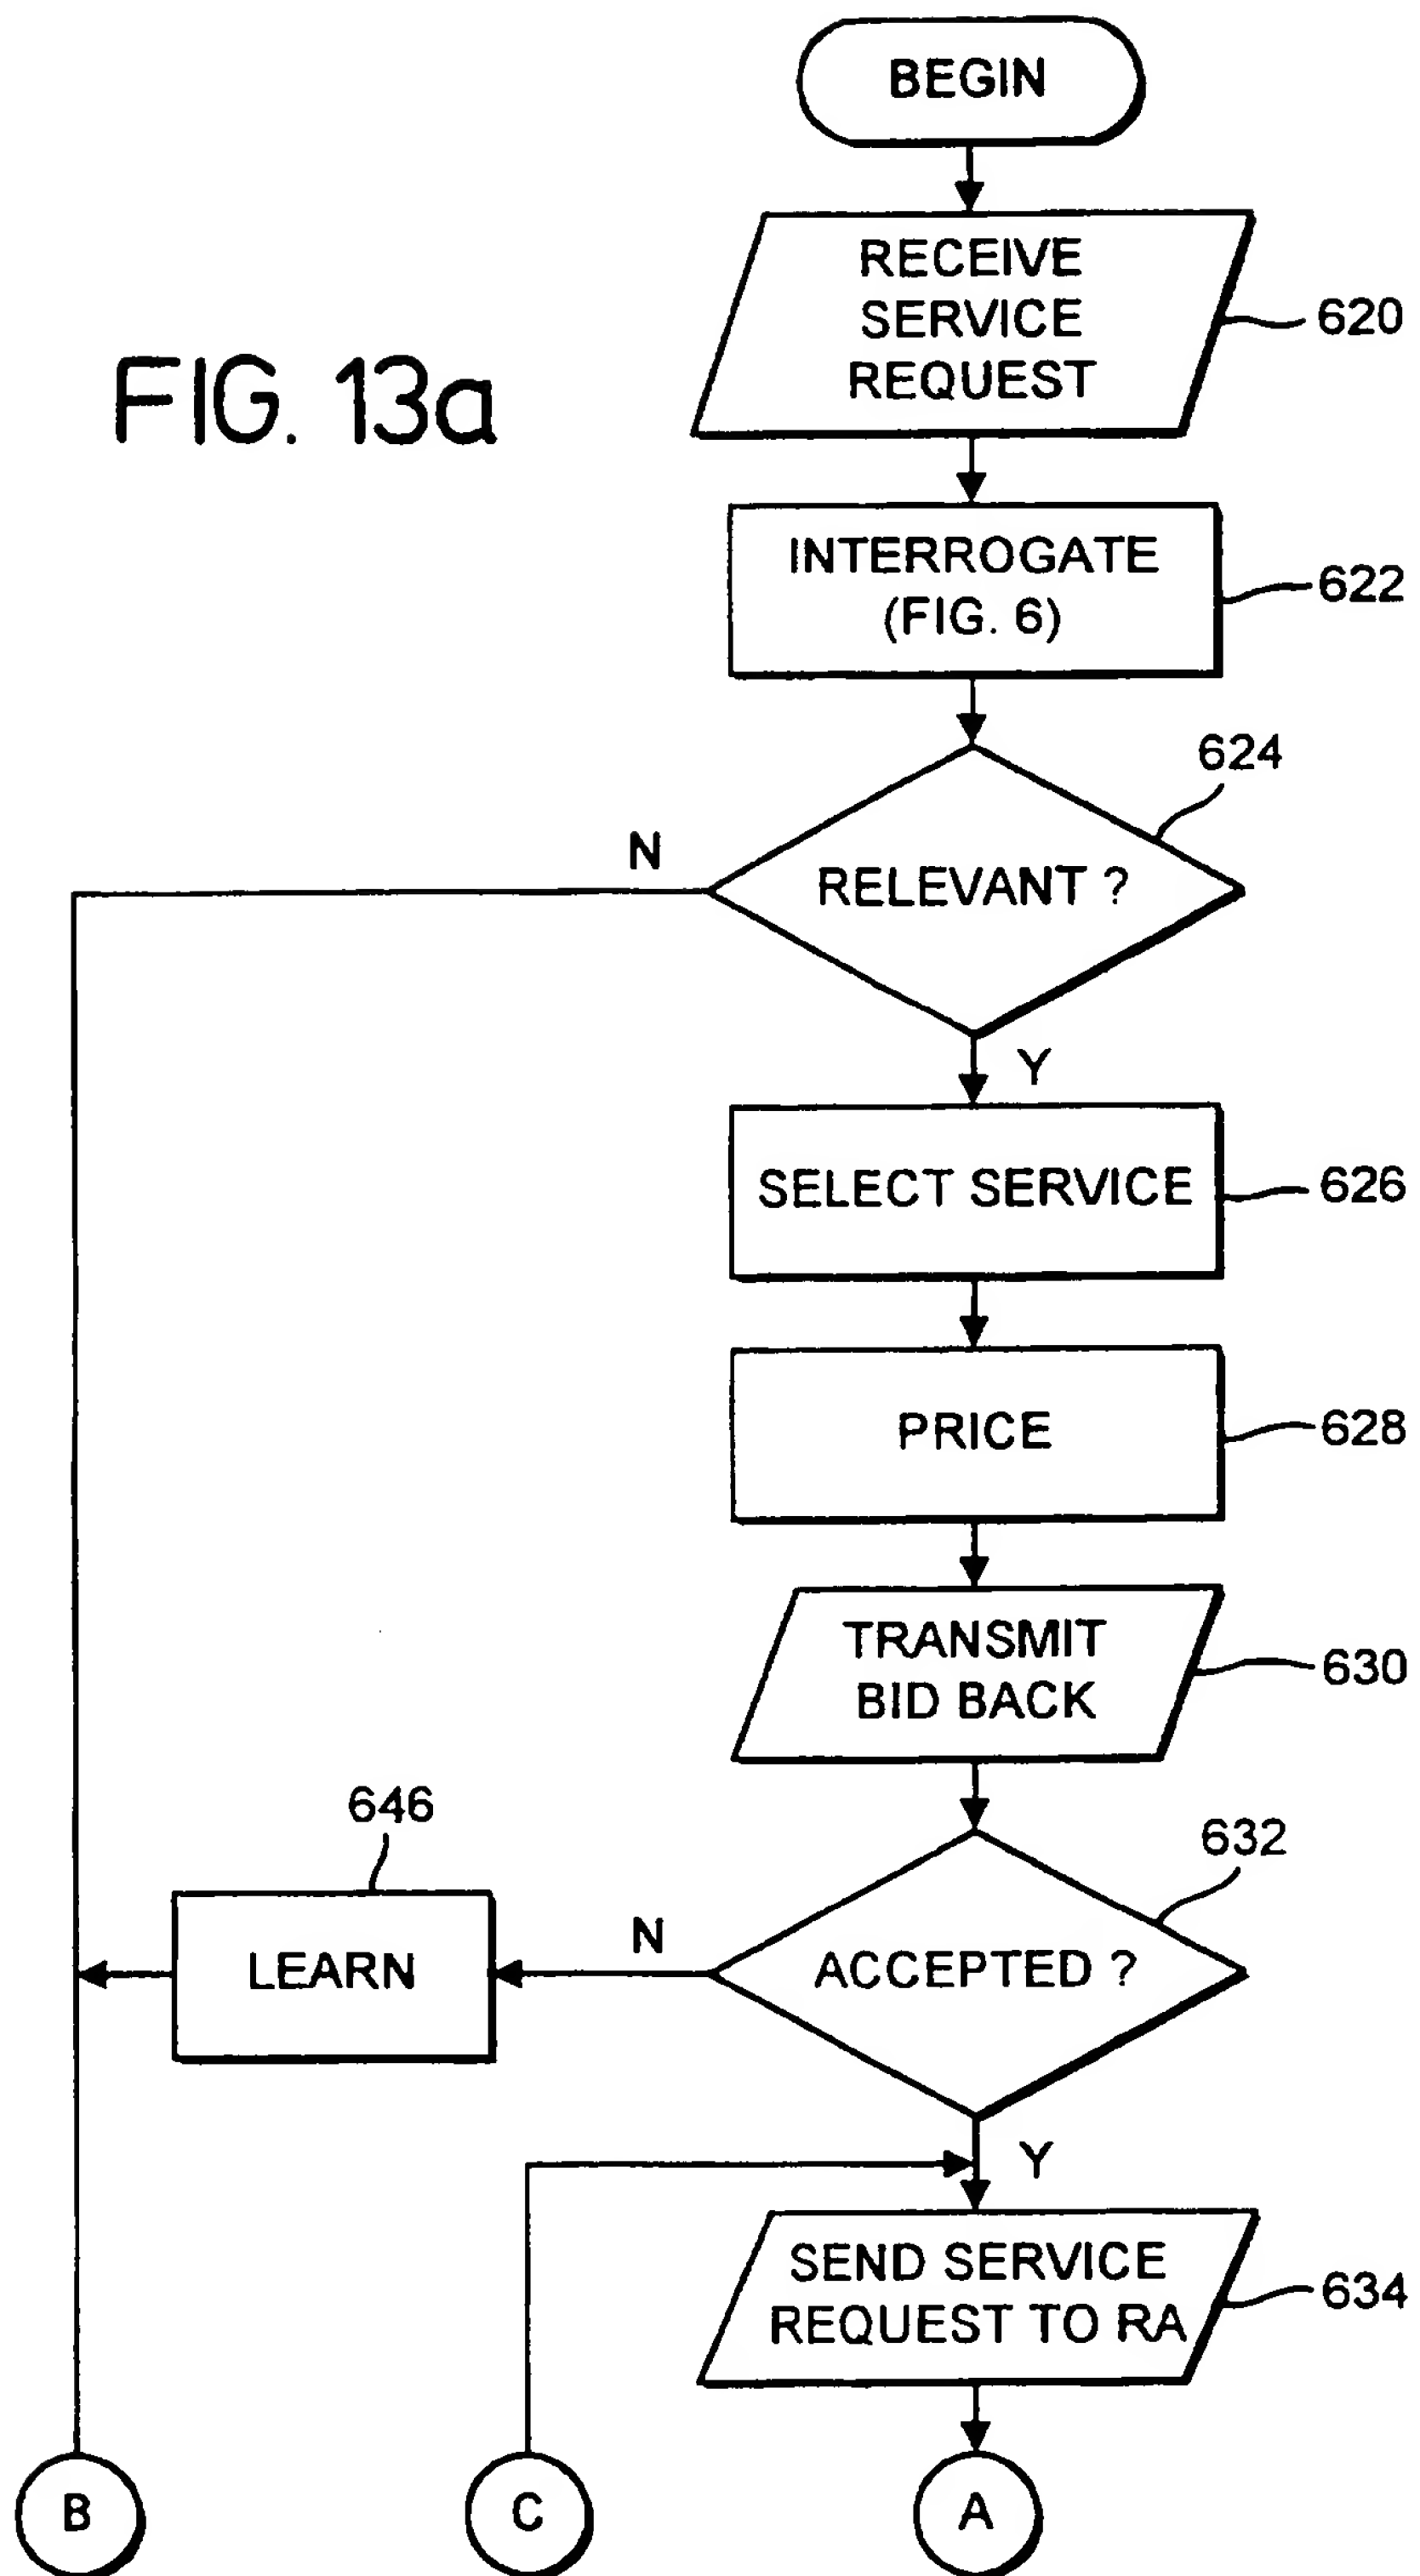 BEGIN
RECEIVE
SERVICE
REQUEST
620
FIG. 13a
INTERROGATE
(FIG. 6)
622
624
N
RELEVANT ?
Y
SELECT SERVICE
626
PRICE
628
TRANSMIT
BID BACK
630
646
632
LEARN
N
ACCEPTED ?
Y
SEND SERVICE
REQUEST TO RA
634
B
C
A